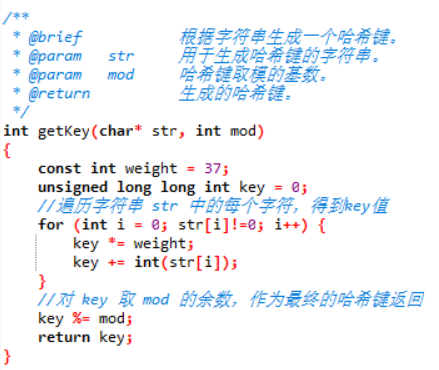 /**
 * @brief 根据字符串生成一个哈希键。
 * @param str 用于生成哈希键的字符串。
 * @param mod 哈希键取模的基数。
 * @return 生成的哈希键。
 */
int getKey(char* str, int mod)
{
    const int weight = 37;
    unsigned long long int key = 0;
    //遍历字符串 str 中的每个字符，得到key值
    for (int i = 0; str[i]!=0; i++) {
        key *= weight;
        key += int(str[i]);
    }
    //对 key 取 mod 的余数，作为最终的哈希键返回
    key %= mod;
    return key;
}